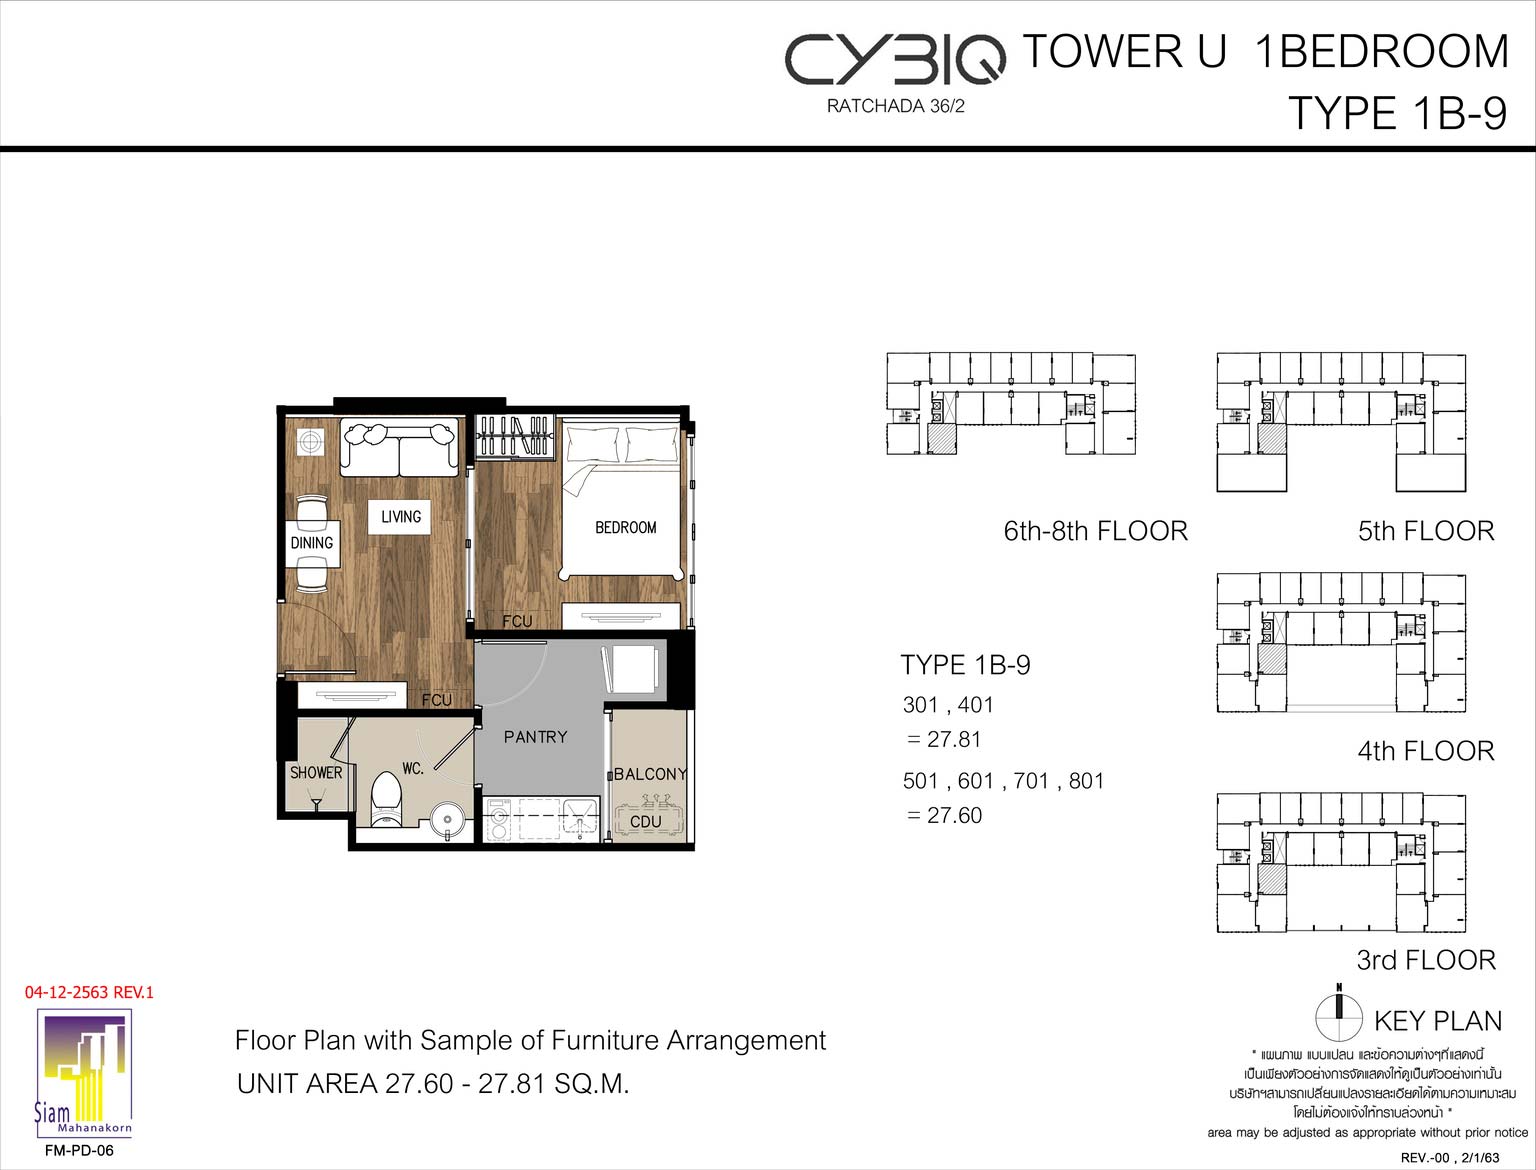 CYBIQ TOWER U 1BEDROOM
RATCHADA 36/2
TYPE 1B-9
LIVING
DINING
BEDROOM
FCU
FCU
PANTRY
SHOWER
WC.
BALCONY
CDU
6th-8th FLOOR
5th FLOOR
TYPE 1B-9
301 , 401
= 27.81
501 , 601 , 701 , 801
= 27.60
4th FLOOR
3rd FLOOR
N
KEY PLAN
04-12-2563 REV.1
Siam
Mahanakorn
FM-PD-06
Floor Plan with Sample of Furniture Arrangement
UNIT AREA 27.60 - 27.81 SQ.M.
* แผนภาพ แบบแปลน และข้อความต่างๆที่แสดงนี้
เป็นเพียงตัวอย่างการจัดแสดงให้ดูเป็นตัวอย่างเท่านั้น
บริษัทฯสามารถเปลี่ยนแปลงรายละเอียดได้ตามความเหมาะสม
โดยไม่ต้องแจ้งให้ทราบล่วงหน้า *
area may be adjusted as appropriate without prior notice
REV.-00 , 2/1/63